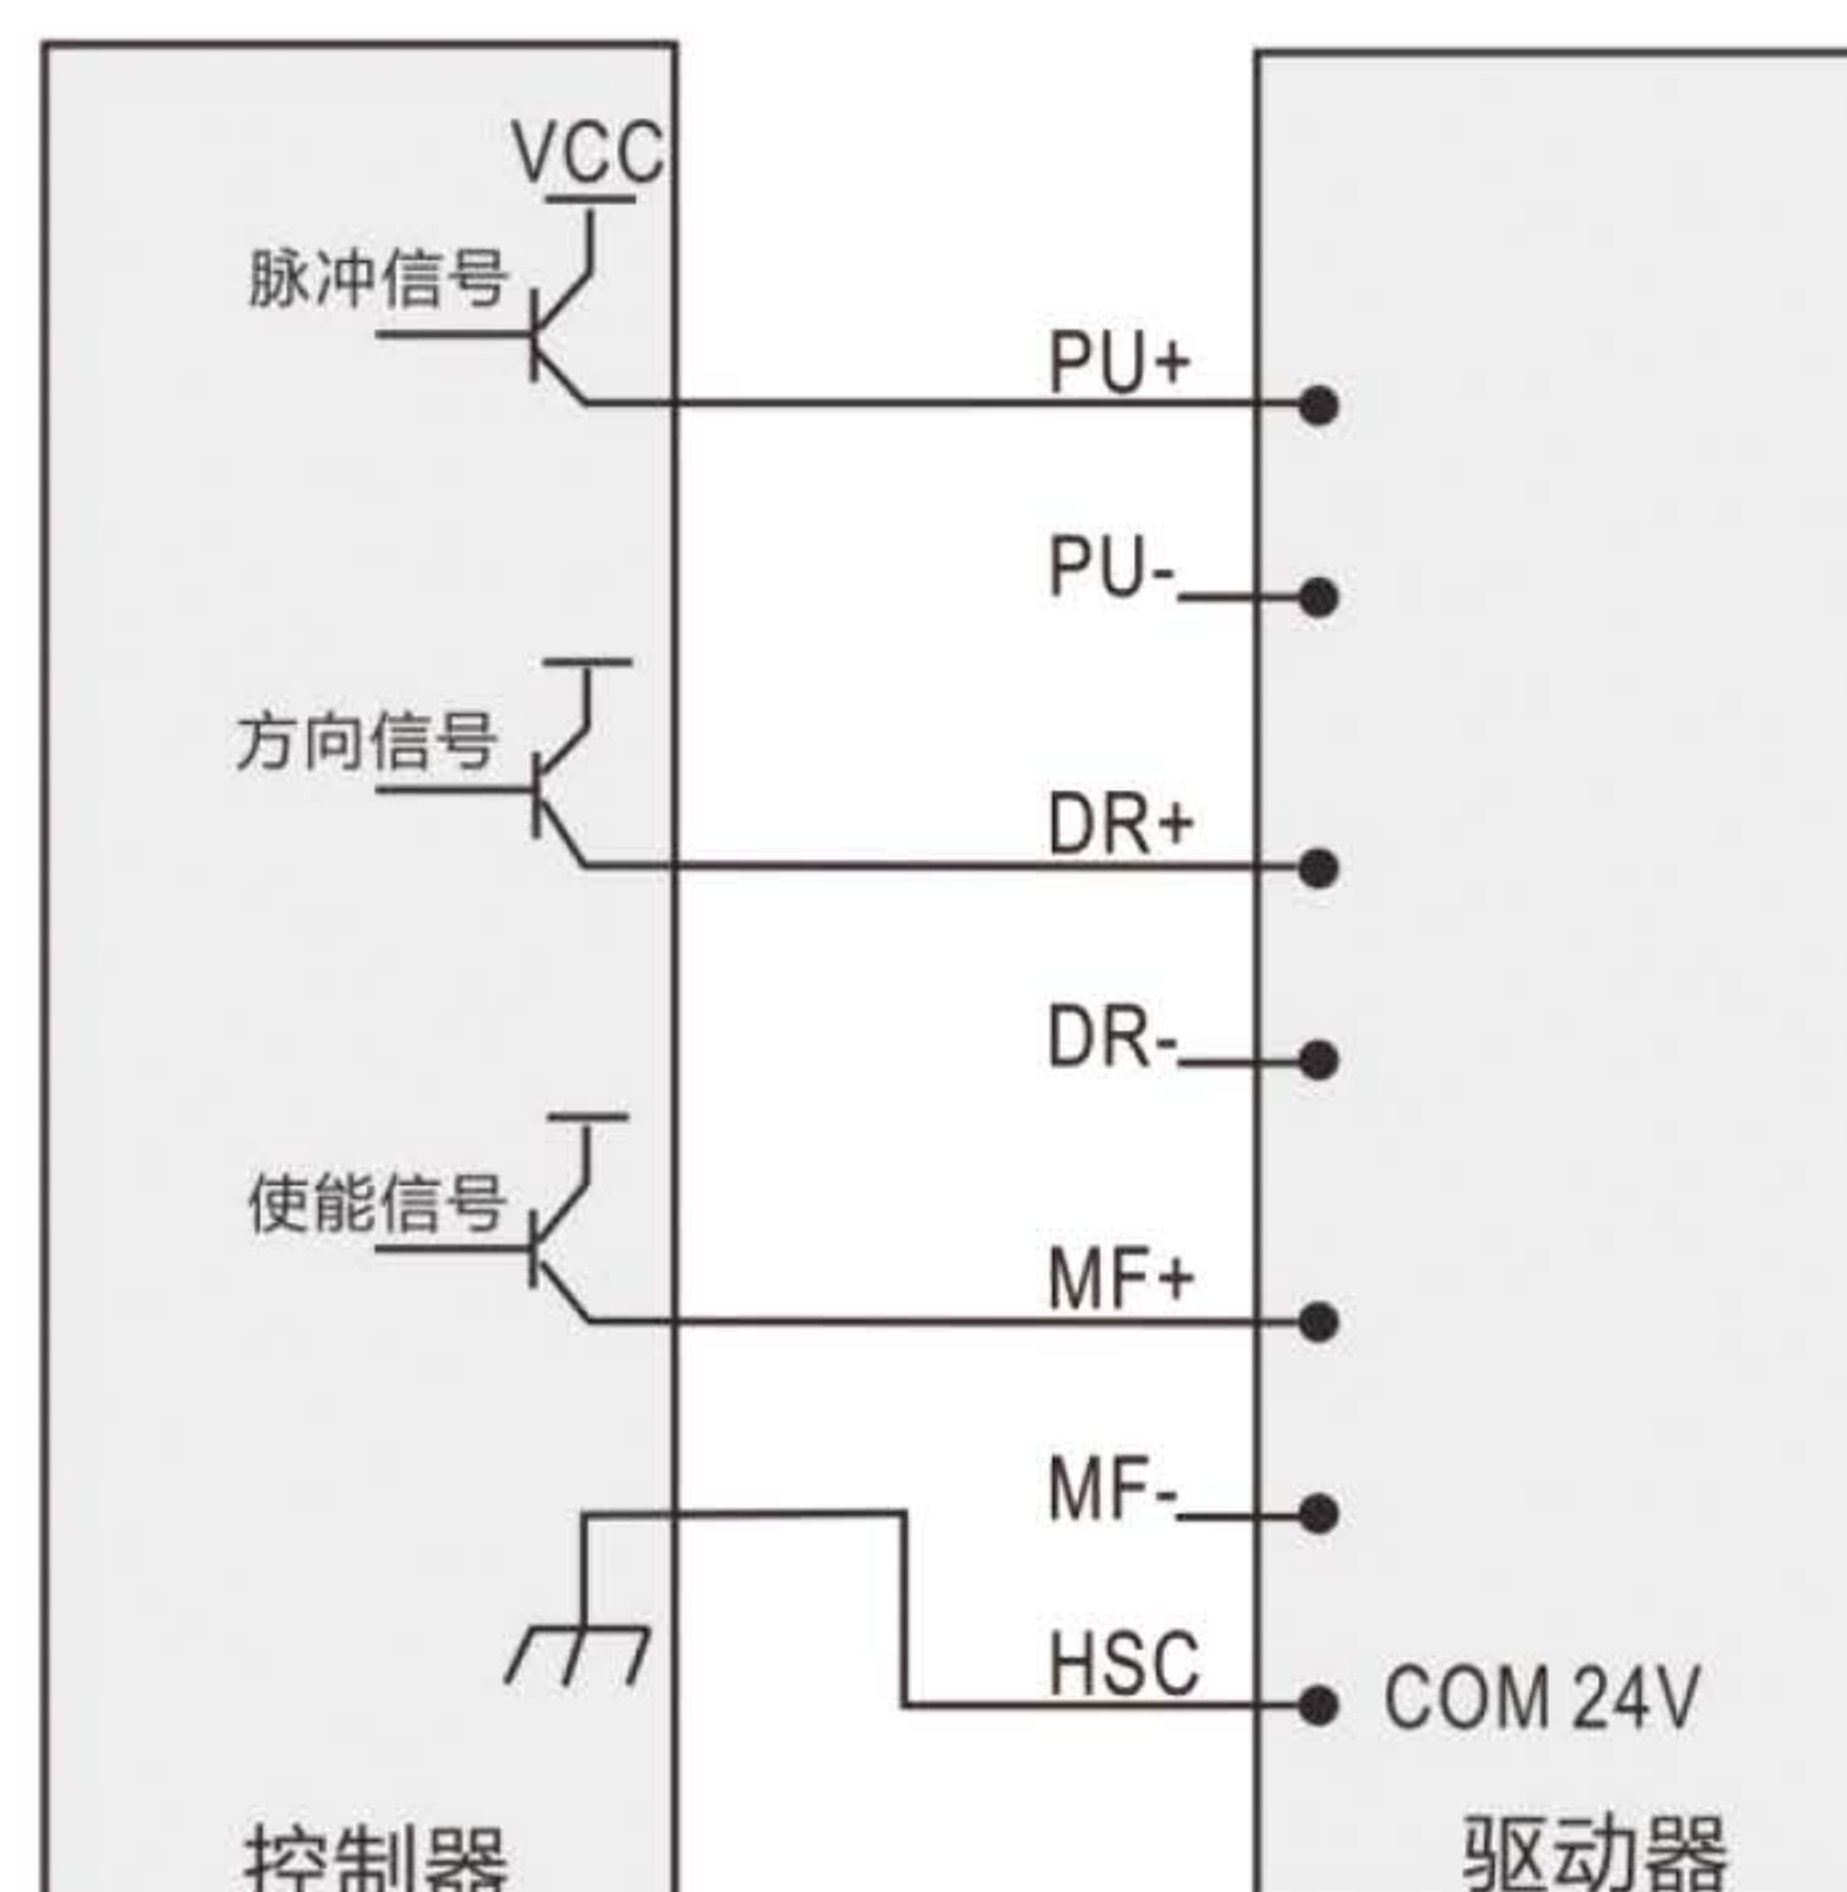 VCC
脉冲信号
PU+
PU-
方向信号
DR+
DR-
使能信号
MF+
MF-
HSC
COM 24V
控制器
驱动器